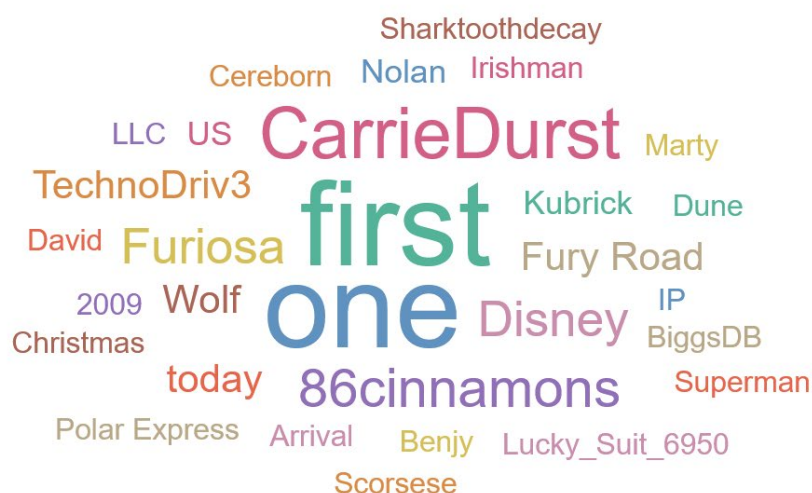 Sharktoothdecay
Cereborn Nolan Irishman
LLC US CarrieDurst Marty
TechnoDriv3 first Kubrick Dune
David Furiosa Fury Road
2009 Wolf one Disney IP
Christmas BiggsDB
today 86cinnamons Superman
Polar Express Arrival Benjy Lucky_Suit_6950
Scorsese